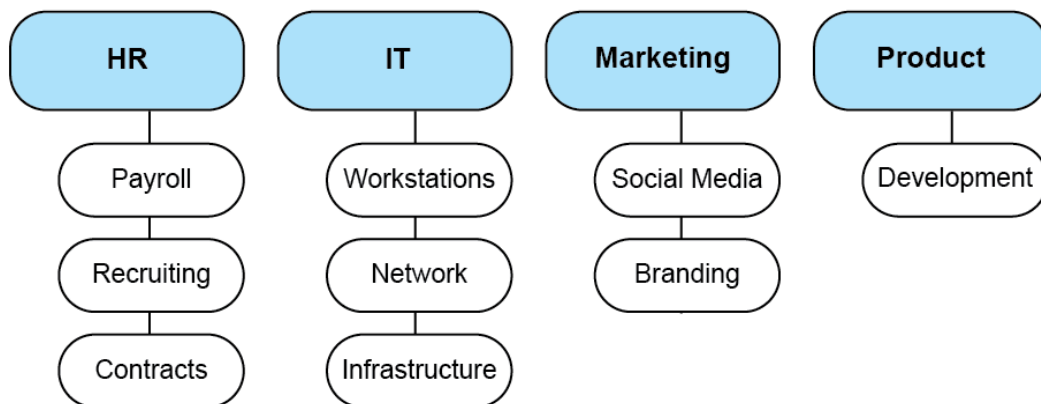 HR
Payroll
Recruiting
Contracts
IT
Workstations
Network
Infrastructure
Marketing
Social Media
Branding
Product
Development